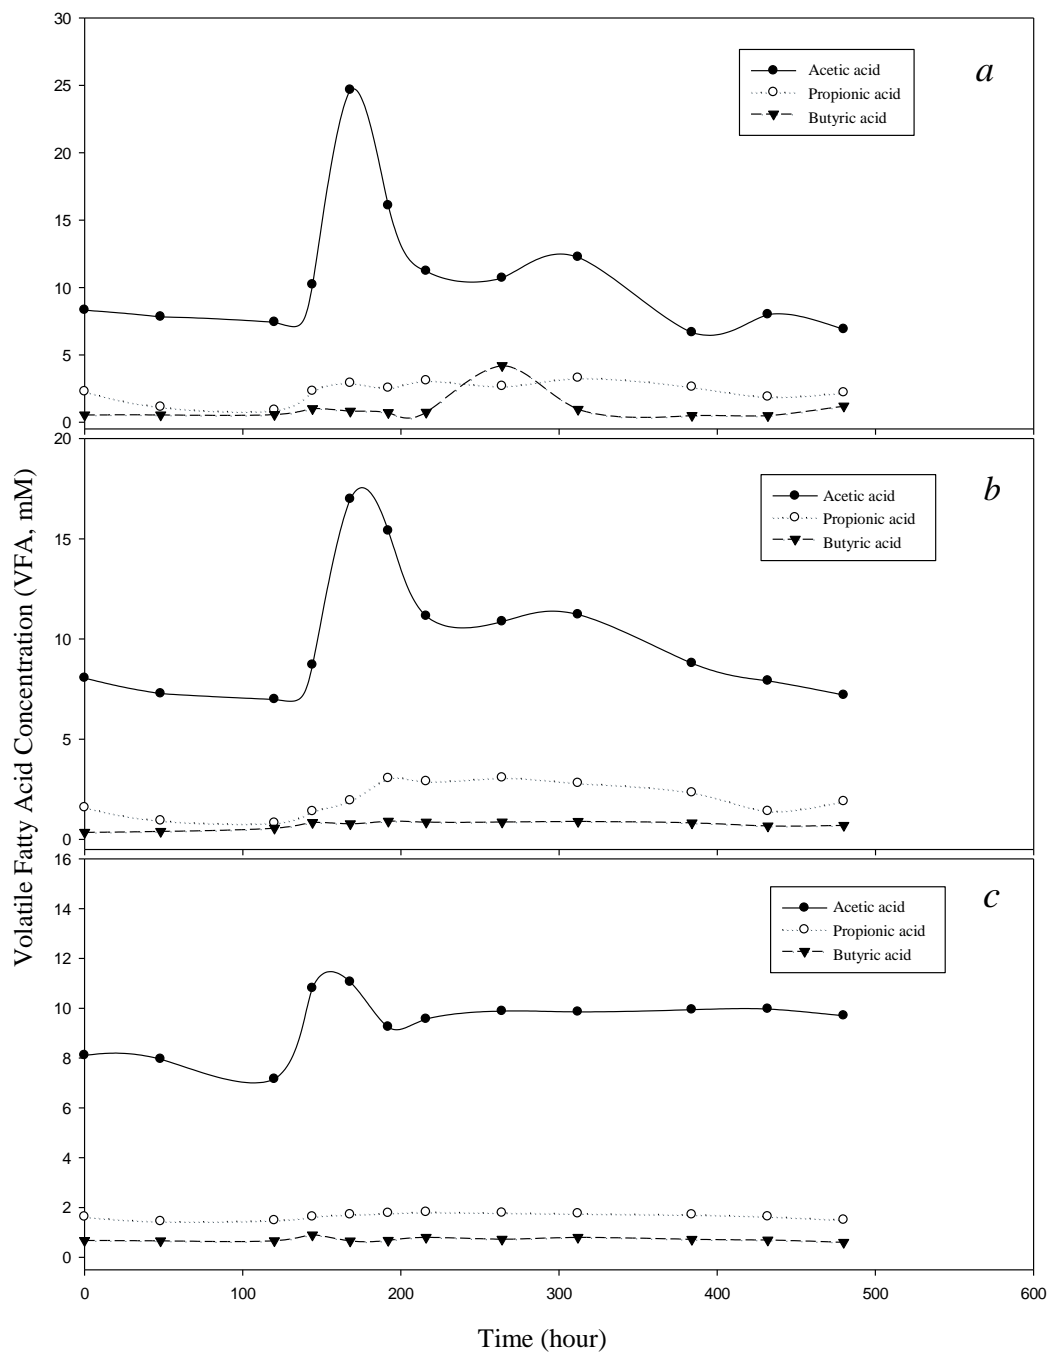 30
25
20
15
10
5
0
Acetic acid
Propionic acid
Butyric acid
a
20
15
10
5
0
Acetic acid
Propionic acid
Butyric acid
b
Volatile Fatty Acid Concentration (VFA, mM)
16
14
12
10
8
6
4
2
0
Acetic acid
Propionic acid
Butyric acid
c
0 100 200 300 400 500 600
Time (hour)